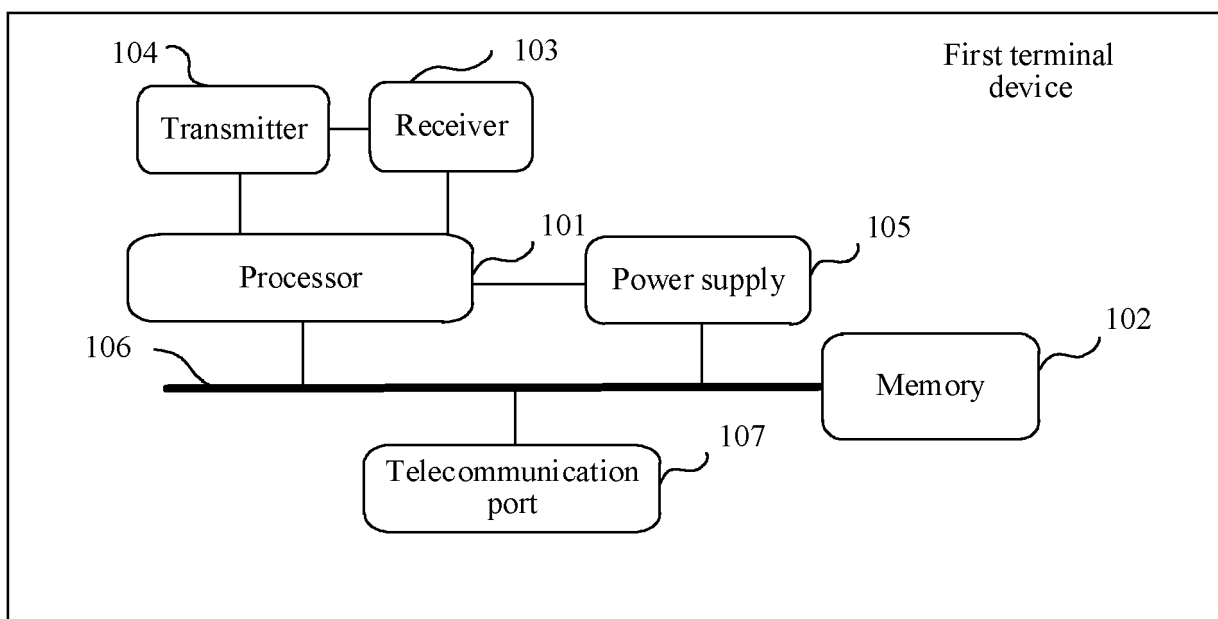 104
103
First terminal
device
Transmitter
Receiver
101
105
Processor
Power supply
102
106
Memory
107
Telecommunication
port